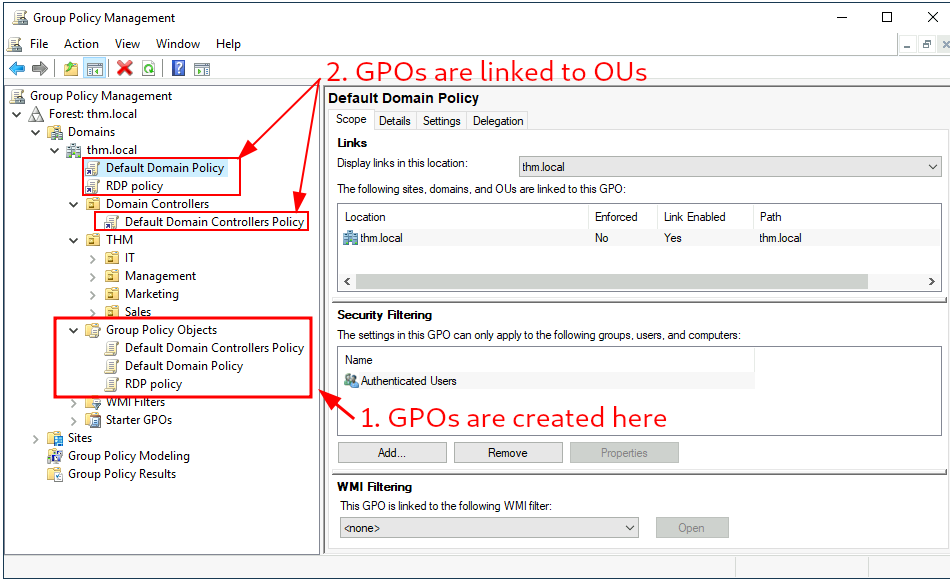 Group Policy Management
File Action View Window Help
2. GPOs are linked to OUs
Group Policy Management
Forest: thm.local
Domains
thm.local
Default Domain Policy
RDP policy
Domain Controllers
Default Domain Controllers Policy
THM
IT
Management
Marketing
Sales
Group Policy Objects
Default Domain Controllers Policy
Default Domain Policy
RDP policy
WMI Filters
Starter GPOs
Sites
Group Policy Modeling
Group Policy Results
Default Domain Policy
Scope Details Settings Delegation
Links
Display links in this location: thm.local
The following sites, domains, and OUs are linked to this GPO:
Location Enforced Link Enabled Path
thm.local No Yes thm.local
Security Filtering
The settings in this GPO can only apply to the following groups, users, and computers:
Name
Authenticated Users
1. GPOs are created here
Add... Remove Properties
WMI Filtering
This GPO is linked to the following WMI filter:
<none> Open